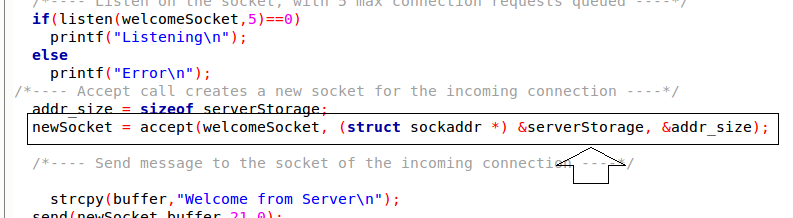 /*---- Listen on the socket, with 5 max connection requests queued ----*/
if(listen(welcomeSocket,5)==0)
printf("Listening\n");
else
printf("Error\n");
/*---- Accept call creates a new socket for the incoming connection ----*/
addr_size = sizeof serverStorage;
newSocket = accept(welcomeSocket, (struct sockaddr *) &serverStorage, &addr_size);
/*---- Send message to the socket of the incoming connection ----*/
strcpy(buffer,"Welcome from Server\n");
send(newSocket,buffer,21,0);